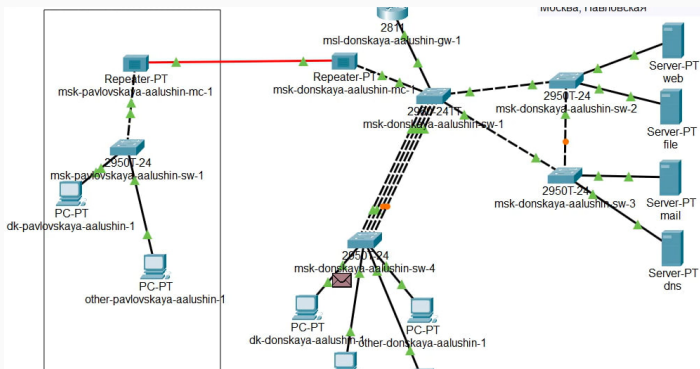 Москва, Павловская
2811
msl-donskaya-aalushin-gw-1
Repeater-PT
msk-pavlovskaya-aalushin-mc-1
Repeater-PT
msk-donskaya-aalushin-mc-1
2950-24TT
msk-donskaya-aalushin-sw-1
2950T-24
msk-donskaya-aalushin-sw-2
Server-PT
web
Server-PT
file
2950T-24
msk-pavlovskaya-aalushin-sw-1
2950T-24
msk-donskaya-aalushin-sw-3
Server-PT
mail
PC-PT
dk-pavlovskaya-aalushin-1
2950T-24
msk-donskaya-aalushin-sw-4
Server-PT
dns
PC-PT
other-pavlovskaya-aalushin-1
PC-PT
dk-donskaya-aalushin-1
PC-PT
other-donskaya-aalushin-1